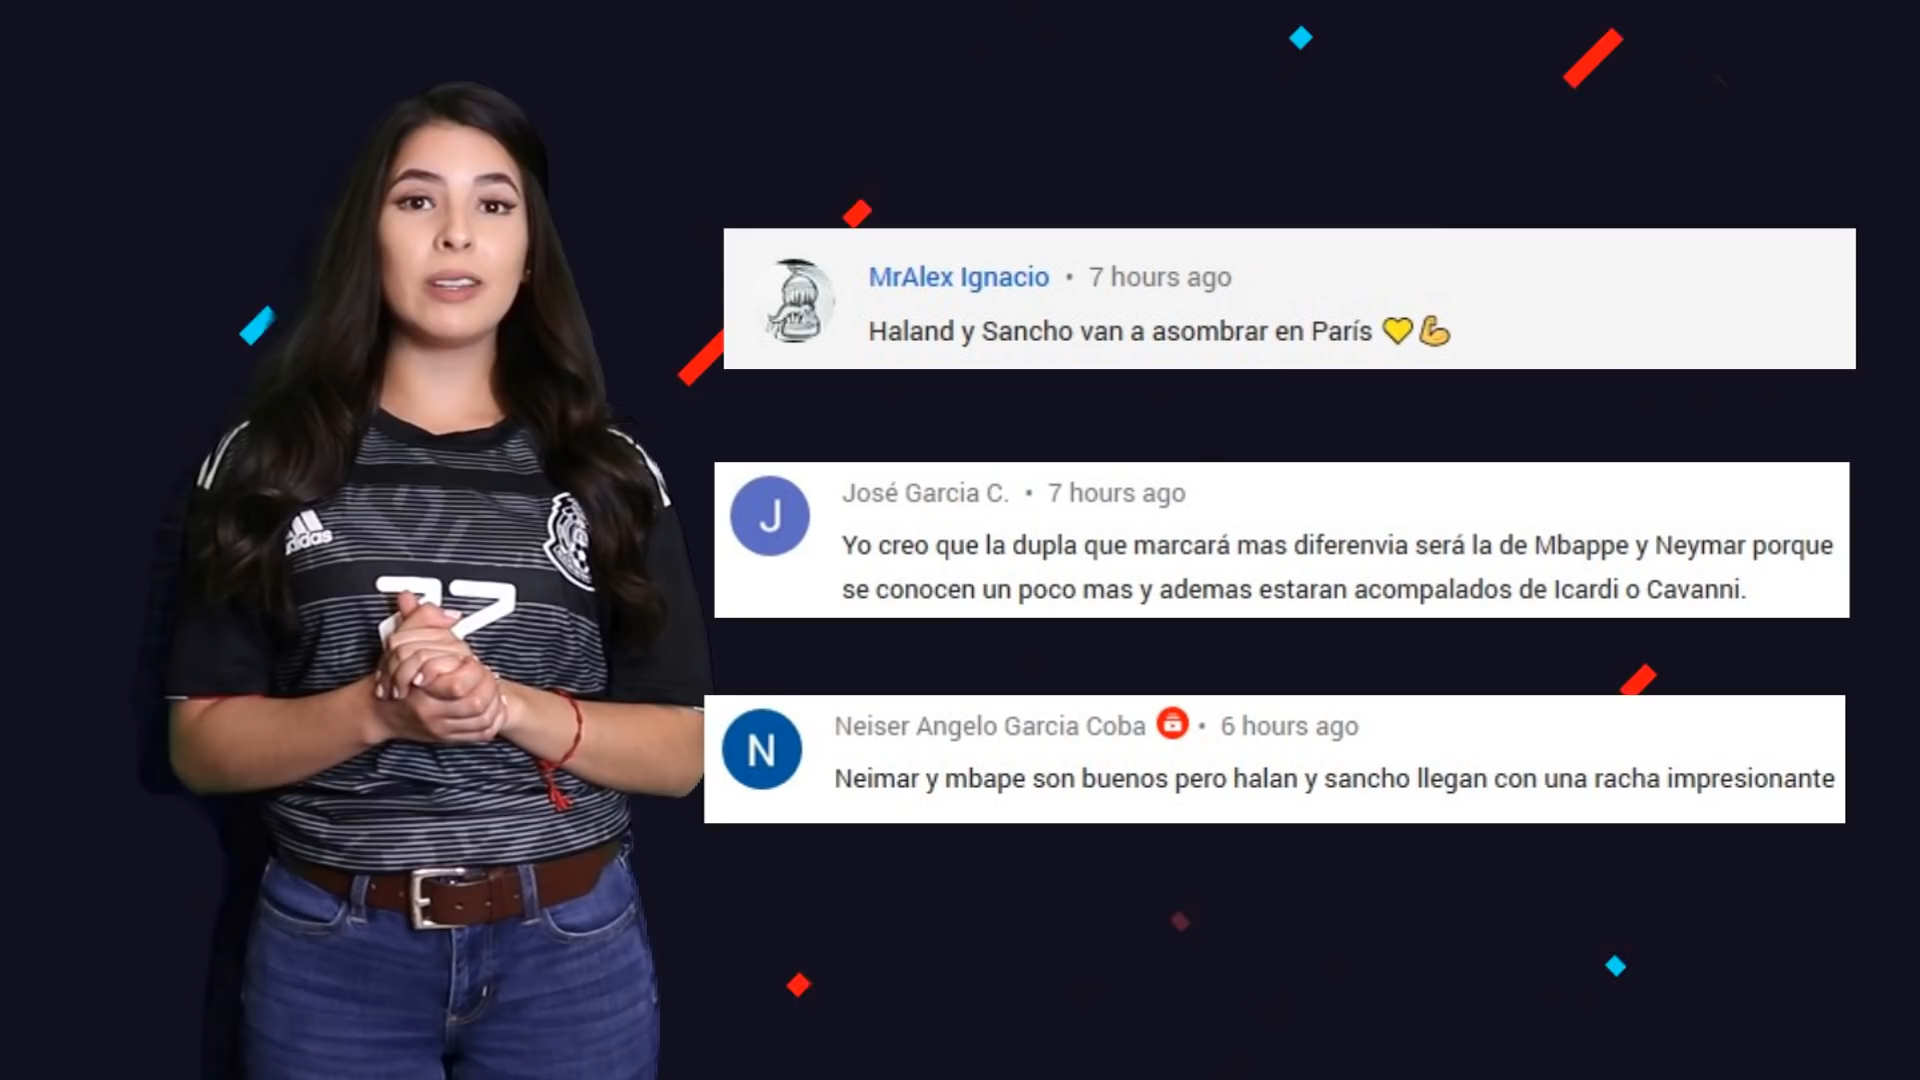 MrAlex Ignacio • 7 hours ago
Haland y Sancho van a asombrar en París 💛💪
J
José Garcia C. • 7 hours ago
Yo creo que la dupla que marcará mas diferenvia será la de Mbappe y Neymar porque
se conocen un poco mas y ademas estaran acompalados de Icardi o Cavanni.
N
Neiser Angelo Garcia Coba • 6 hours ago
Neimar y mbape son buenos pero halan y sancho llegan con una racha impresionante
adidas